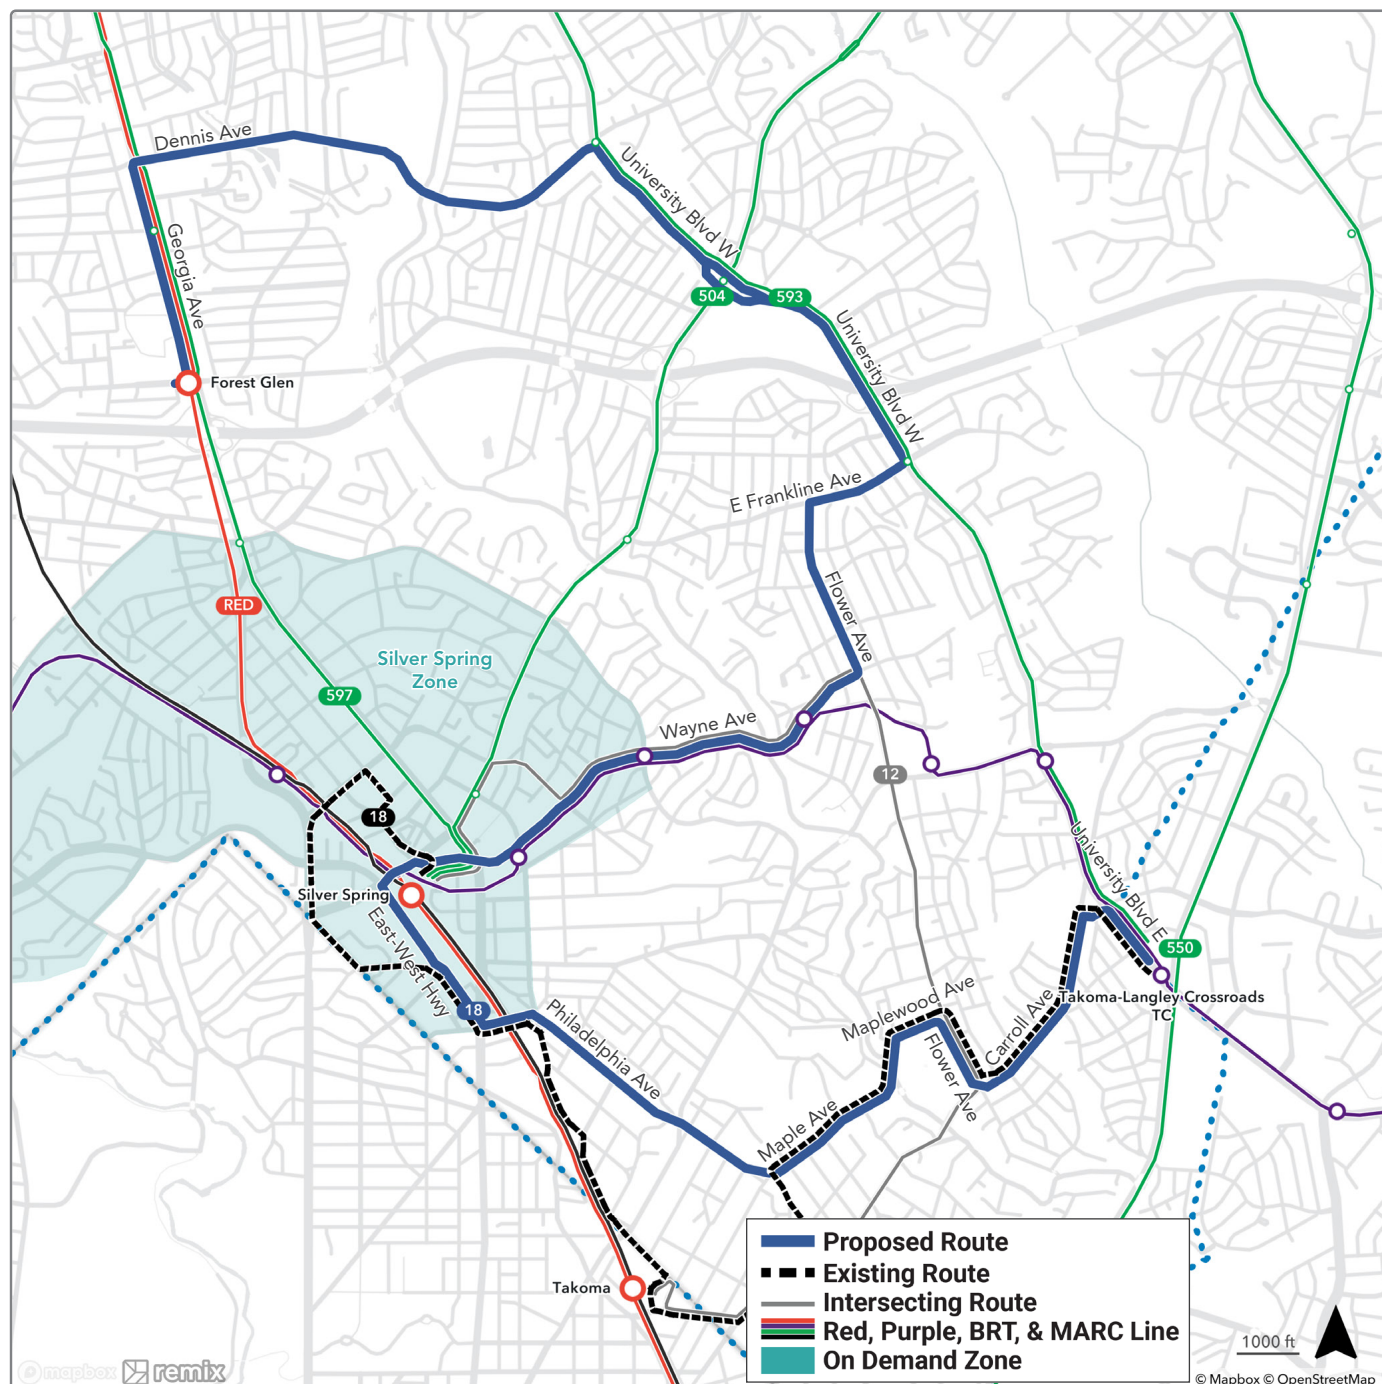 Dennis Ave
University Blvd W
Georgia Ave
504
593
University Blvd W
Forest Glen
E Frankline Ave
Flower Ave
RED
Silver Spring
Zone
597
Wayne Ave
12
18
University Blvd E
Silver Spring
East-West Hwy
550
18
Takoma-Langley Crossroads
TC
Maplewood Ave
Carroll Ave
Philadelphia Ave
Flower Ave
Maple Ave
Takoma
Proposed Route
Existing Route
Intersecting Route
Red, Purple, BRT, & MARC Line
On Demand Zone
1000 ft
mapbox remix
© Mapbox © OpenStreetMap